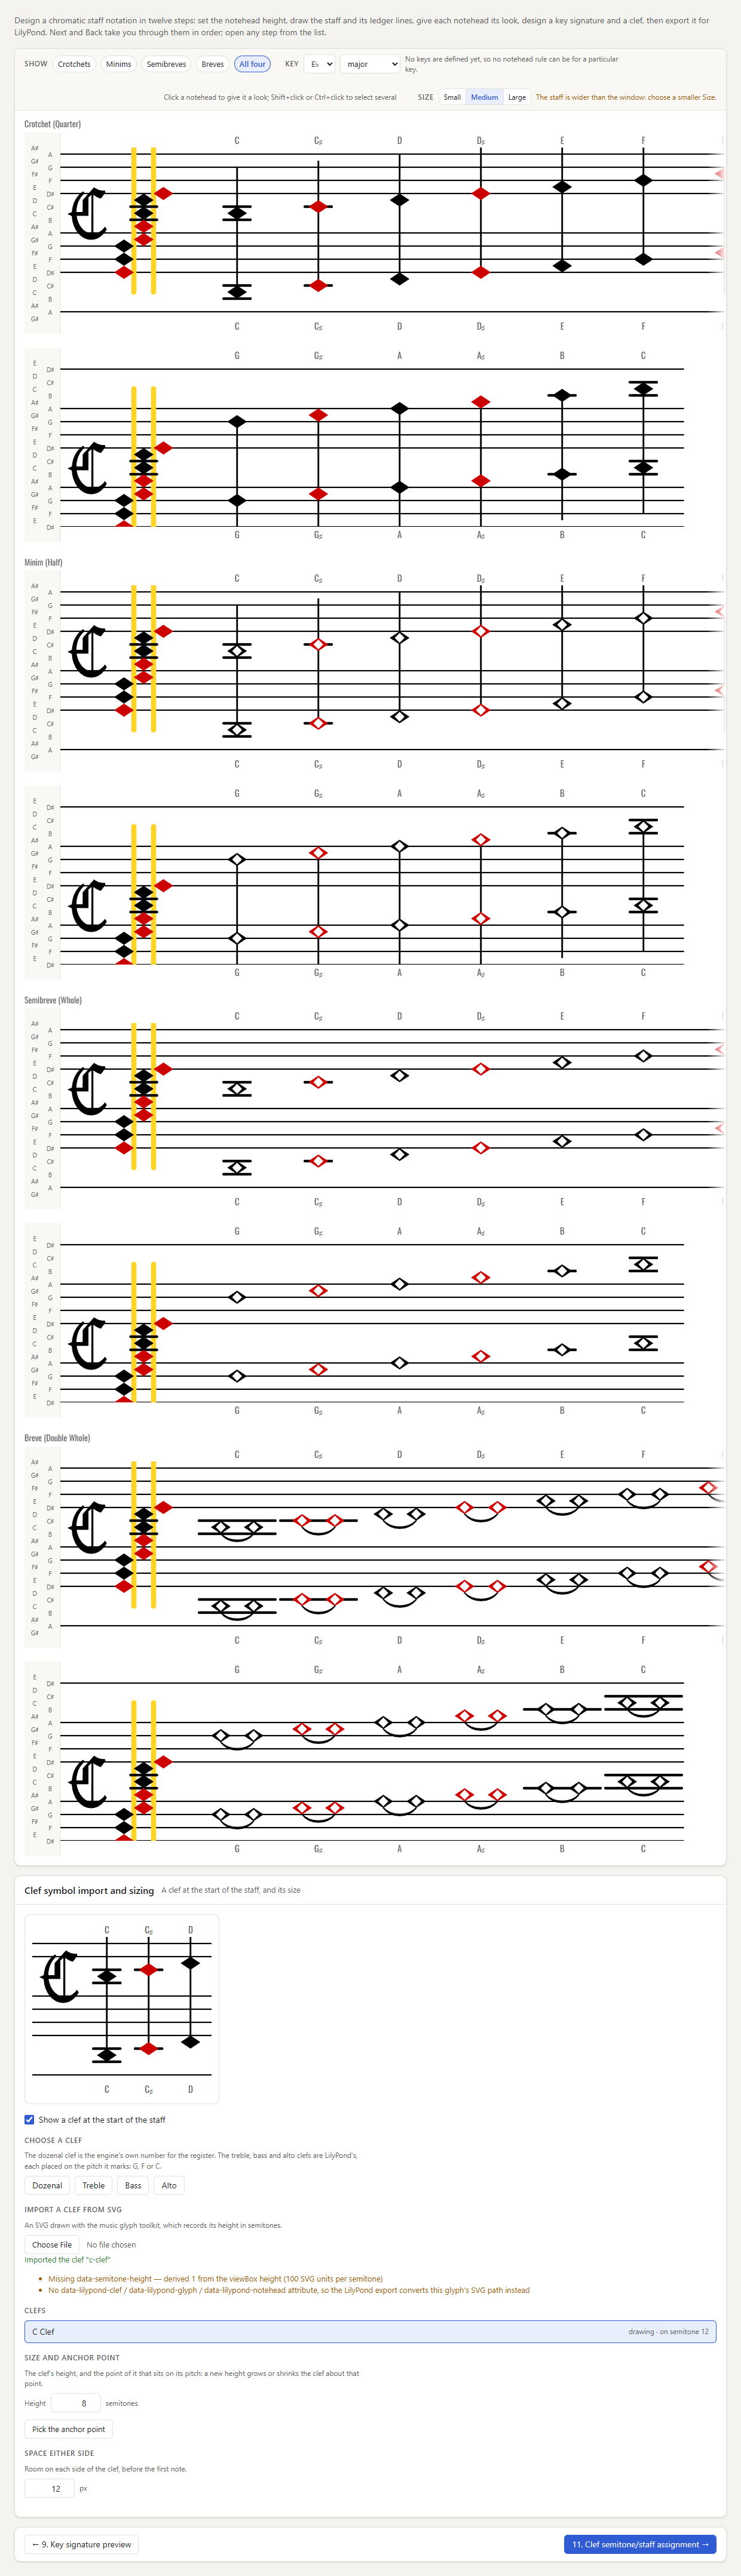 Design a chromatic staff notation in twelve steps: set the notehead height, draw the staff and its ledger lines, give each notehead its look, design a key signature and a clef, then export it for
LilyPond. Next and Back take you through them in order; open any step from the list.
SHOW Crotchets Minims Semibreves Breves All four KEY E♭ major No keys are defined yet, so no notehead rule can be for a particular
key.
Click a notehead to give it a look; Shift+click or Ctrl+click to select several SIZE Small Medium Large The staff is wider than the window: choose a smaller Size.
Crotchet (Quarter)
C C♯ D D♯ E F
A♯
A
G♯
G
F♯
F
E
D♯
D
C♯
C
B
A♯
A
G♯
G
F♯
F
E
D♯
D
C♯
C
B
A♯
A
G♯
C C♯ D D♯ E F
G G♯ A A♯ B C
E
D♯
D
C♯
C
B
A♯
A
G♯
G
F♯
F
E
D♯
D
C♯
C
B
A♯
A
G♯
G
F♯
F
E
D♯
G G♯ A A♯ B C
Minim (Half)
C C♯ D D♯ E F
A♯
A
G♯
G
F♯
F
E
D♯
D
C♯
C
B
A♯
A
G♯
G
F♯
F
E
D♯
D
C♯
C
B
A♯
A
G♯
C C♯ D D♯ E F
G G♯ A A♯ B C
E
D♯
D
C♯
C
B
A♯
A
G♯
G
F♯
F
E
D♯
D
C♯
C
B
A♯
A
G♯
G
F♯
F
E
D♯
G G♯ A A♯ B C
Semibreve (Whole)
C C♯ D D♯ E F
A♯
A
G♯
G
F♯
F
E
D♯
D
C♯
C
B
A♯
A
G♯
G
F♯
F
E
D♯
D
C♯
C
B
A♯
A
G♯
C C♯ D D♯ E F
G G♯ A A♯ B C
E
D♯
D
C♯
C
B
A♯
A
G♯
G
F♯
F
E
D♯
D
C♯
C
B
A♯
A
G♯
G
F♯
F
E
D♯
G G♯ A A♯ B C
Breve (Double Whole)
C C♯ D D♯ E F
A♯
A
G♯
G
F♯
F
E
D♯
D
C♯
C
B
A♯
A
G♯
G
F♯
F
E
D♯
D
C♯
C
B
A♯
A
G♯
C C♯ D D♯ E F
G G♯ A A♯ B C
E
D♯
D
C♯
C
B
A♯
A
G♯
G
F♯
F
E
D♯
D
C♯
C
B
A♯
A
G♯
G
F♯
F
E
D♯
G G♯ A A♯ B C
Clef symbol import and sizing A clef at the start of the staff, and its size
C C♯ D
C C♯ D
Show a clef at the start of the staff
CHOOSE A CLEF
The dozenal clef is the engine's own number for the register. The treble, bass and alto clefs are LilyPond's,
each placed on the pitch it marks: G, F or C.
Dozenal Treble Bass Alto
IMPORT A CLEF FROM SVG
An SVG drawn with the music glyph toolkit, which records its height in semitones.
Choose File No file chosen
Imported the clef "c-clef"
• Missing data-semitone-height — derived 1 from the viewBox height (100 SVG units per semitone)
• No data-lilypond-clef / data-lilypond-glyph / data-lilypond-notehead attribute, so the LilyPond export converts this glyph's SVG path instead
CLEFS
C Clef drawing · on semitone 12
SIZE AND ANCHOR POINT
The clef's height, and the point of it that sits on its pitch: a new height grows or shrinks the clef about that
point.
Height 8 semitones
Pick the anchor point
SPACE EITHER SIDE
Room on each side of the clef, before the first note.
12 px
← 9. Key signature preview
11. Clef semitone/staff assignment →